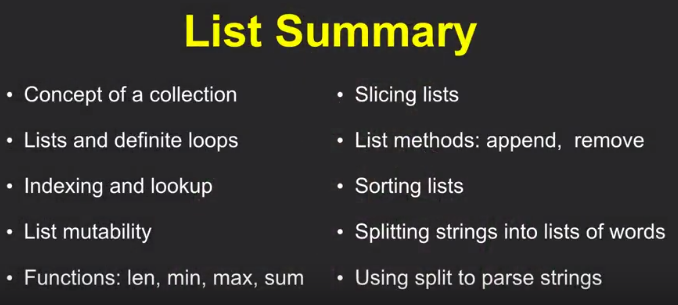 List Summary
• Concept of a collection
• Lists and definite loops
• Indexing and lookup
• List mutability
• Functions: len, min, max, sum
• Slicing lists
• List methods: append, remove
• Sorting lists
• Splitting strings into lists of words
• Using split to parse strings